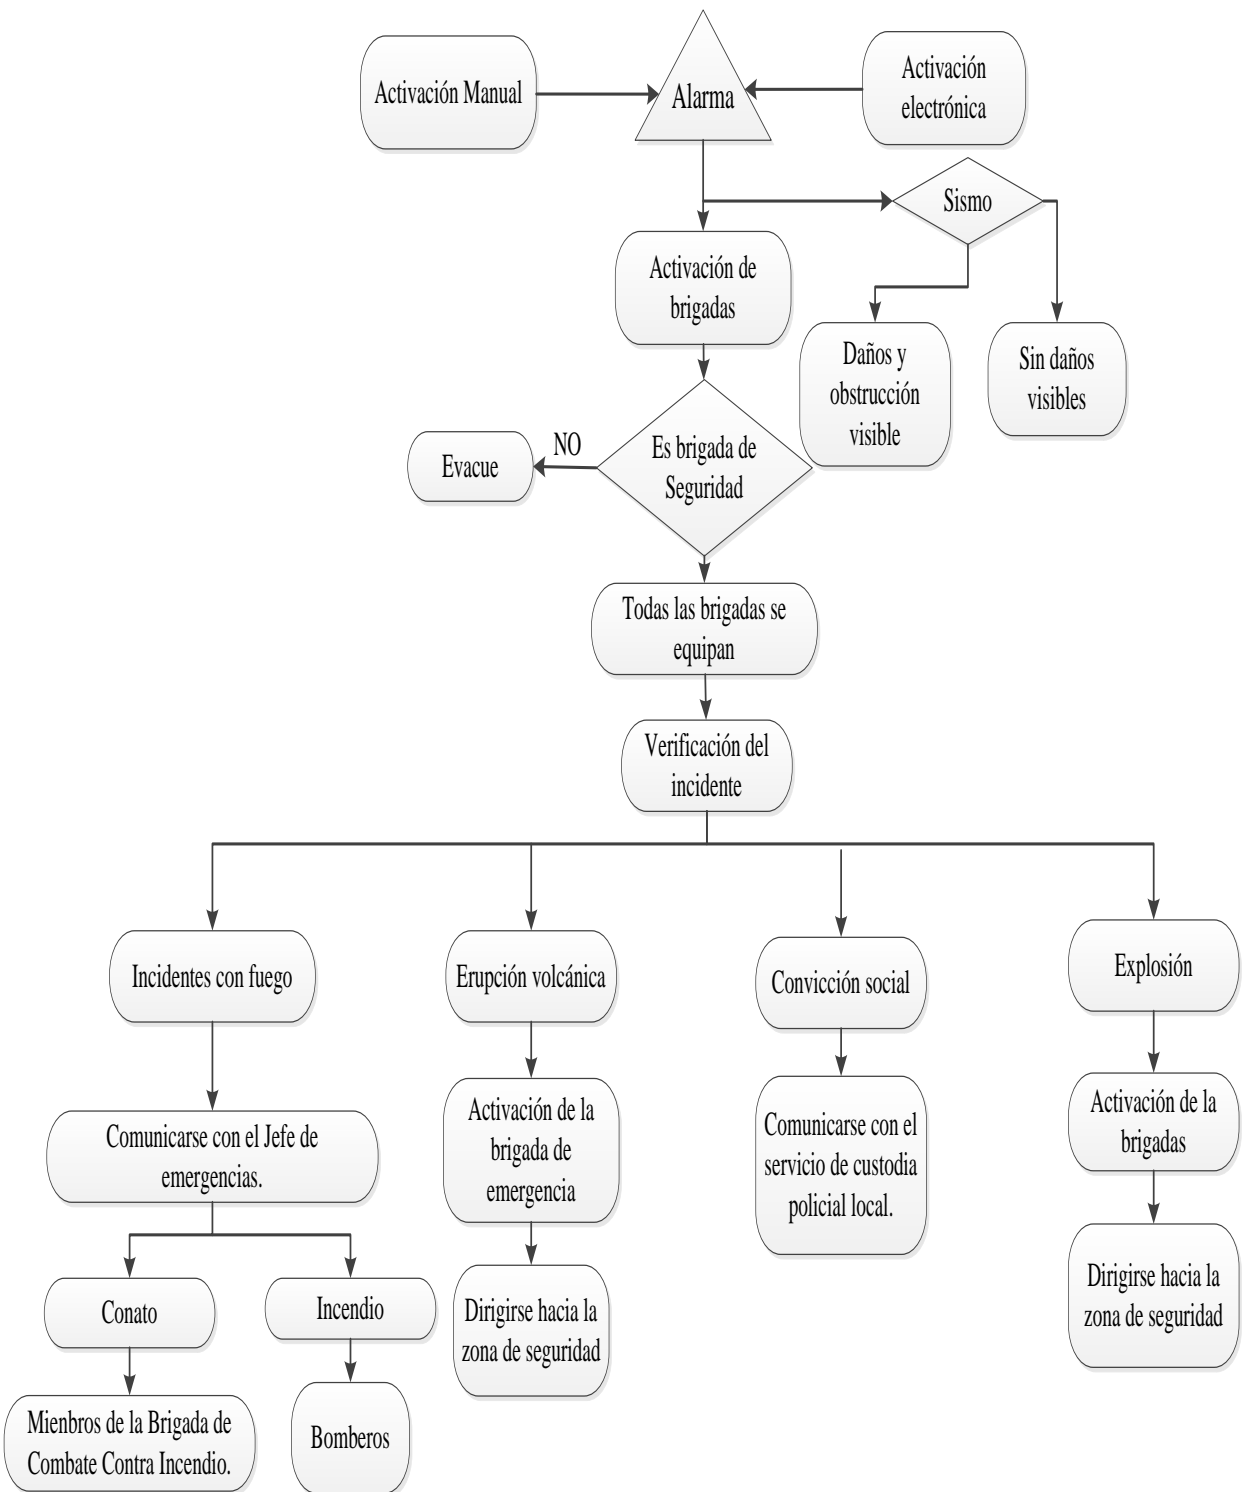 Activación Manual
Alarma
Activación
electrónica
Sismo
Activación de
brigadas
Daños y
obstrucción
visible
Sin daños
visibles
Evacue
NO
Es brigada de
Seguridad
Todas las brigadas se
equipan
Verificación del
incidente
Incidentes con fuego
Erupción volcánica
Convicción social
Explosión
Comunicarse con el Jefe de
emergencias.
Activación de la
brigada de
emergencia
Comunicarse con el
servicio de custodia
policial local.
Activación de la
brigadas
Conato
Incendio
Dirigirse hacia la
zona de seguridad
Dirigirse hacia la
zona de seguridad
Mienbros de la Brigada de
Combate Contra Incendio.
Bomberos